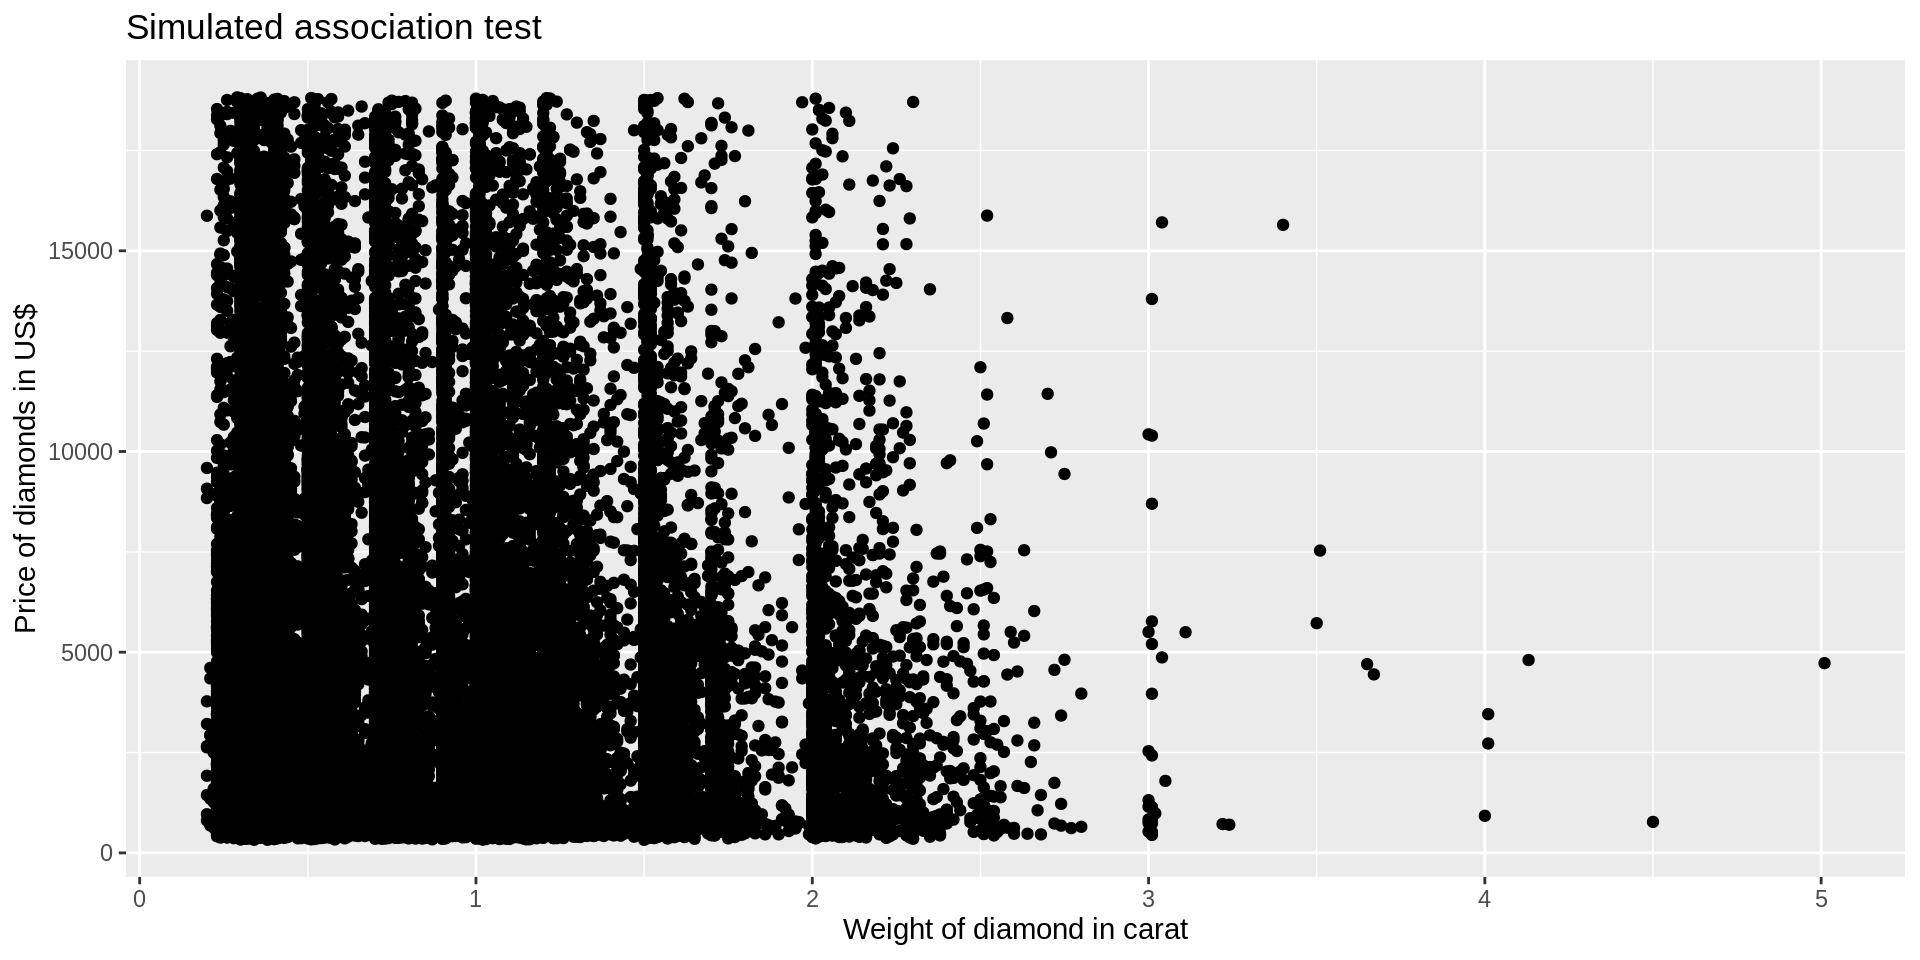 Simulated association test
Price of diamonds in US$
15000
10000
5000
0
0 1 2 3 4 5
Weight of diamond in carat